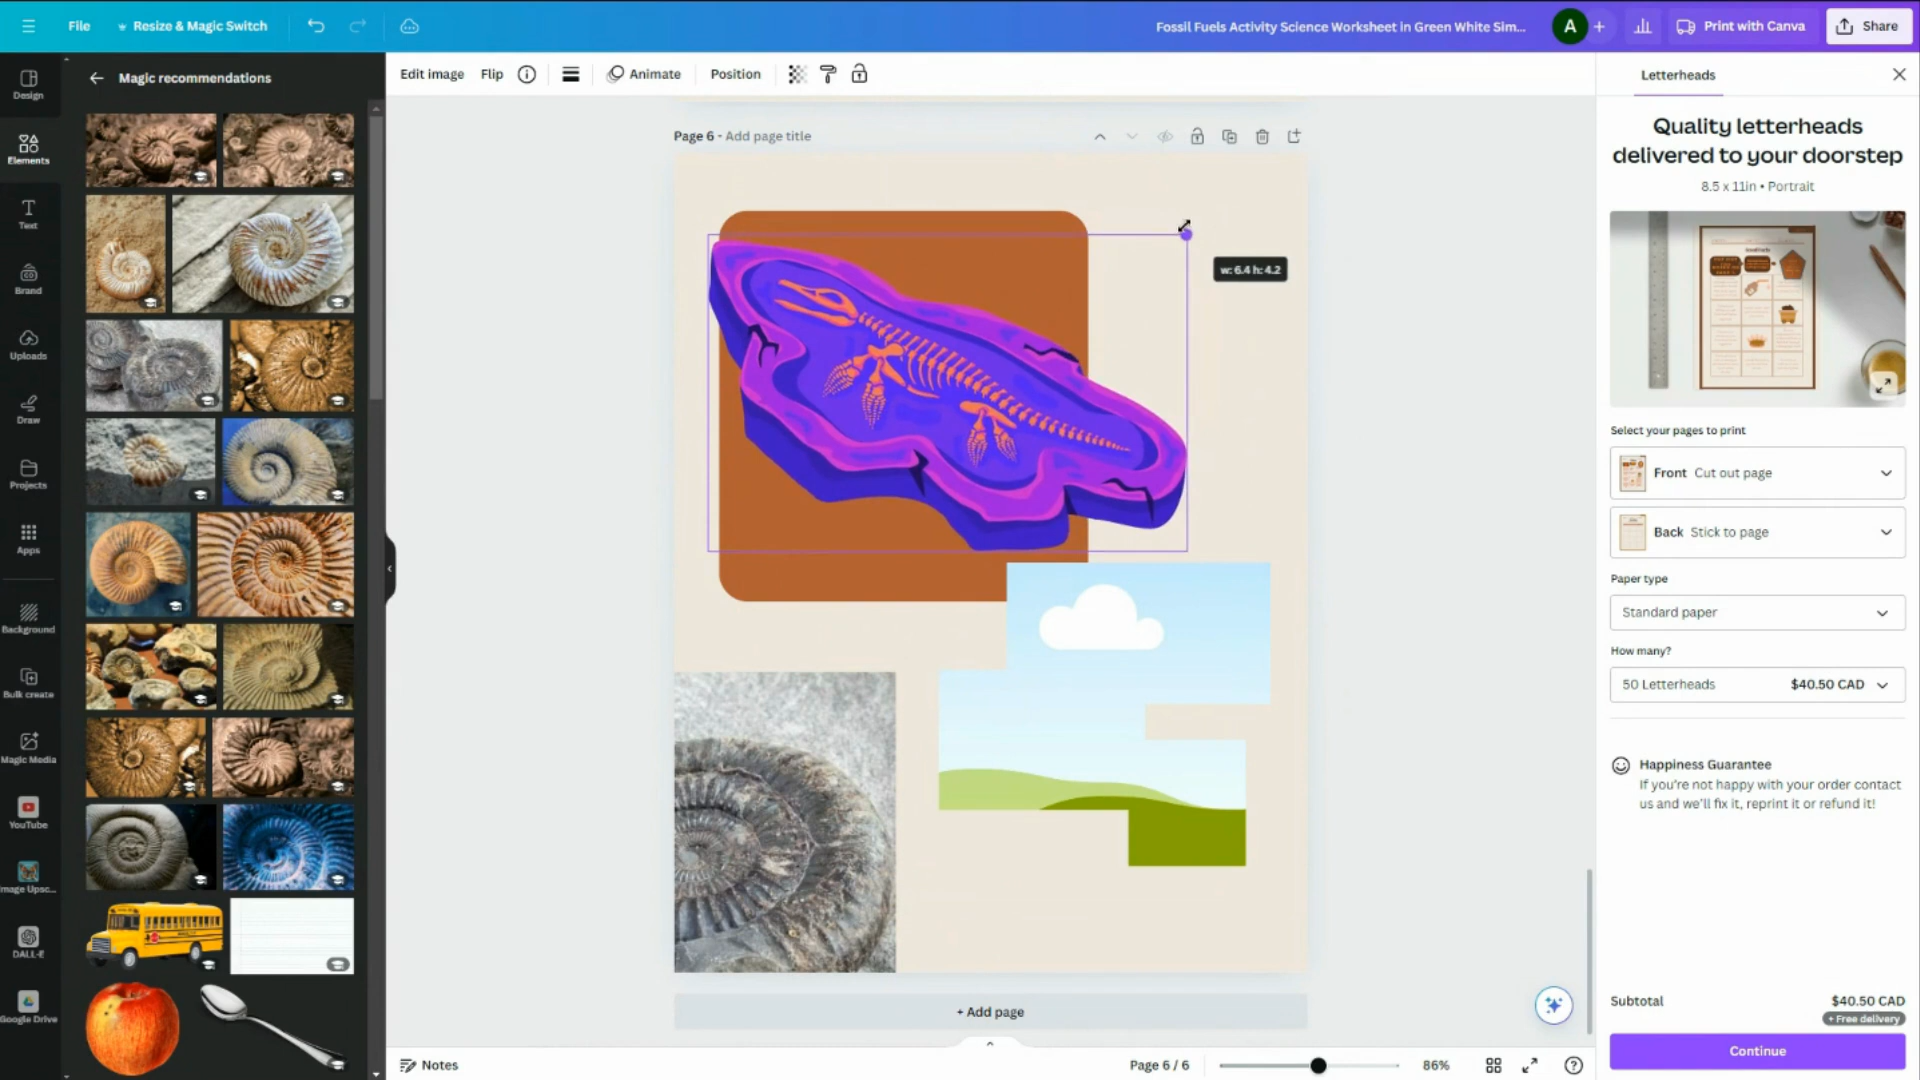 File
Resize & Magic Switch
Fossil Fuels Activity Science Worksheet in Green White Sim...
A
Print with Canva
Share
Design
Elements
Text
Brand
Uploads
Draw
Projects
Apps
Background
Bulk create
Magic Media
YouTube
Image Upsc...
DALL-E
Google Drive
Magic recommendations
Edit image
Flip
Animate
Position
Page 6 - Add page title
w: 6.4 h: 4.2
+ Add page
Notes
Page 6 / 6
86%
Letterheads
Quality letterheads
delivered to your doorstep
8.5 x 11in • Portrait
Select your pages to print
Front Cut out page
Back Stick to page
Paper type
Standard paper
How many?
50 Letterheads $40.50 CAD
Happiness Guarantee
If you're not happy with your order contact
us and we'll fix it, reprint it or refund it!
Subtotal $40.50 CAD
+ Free delivery
Continue